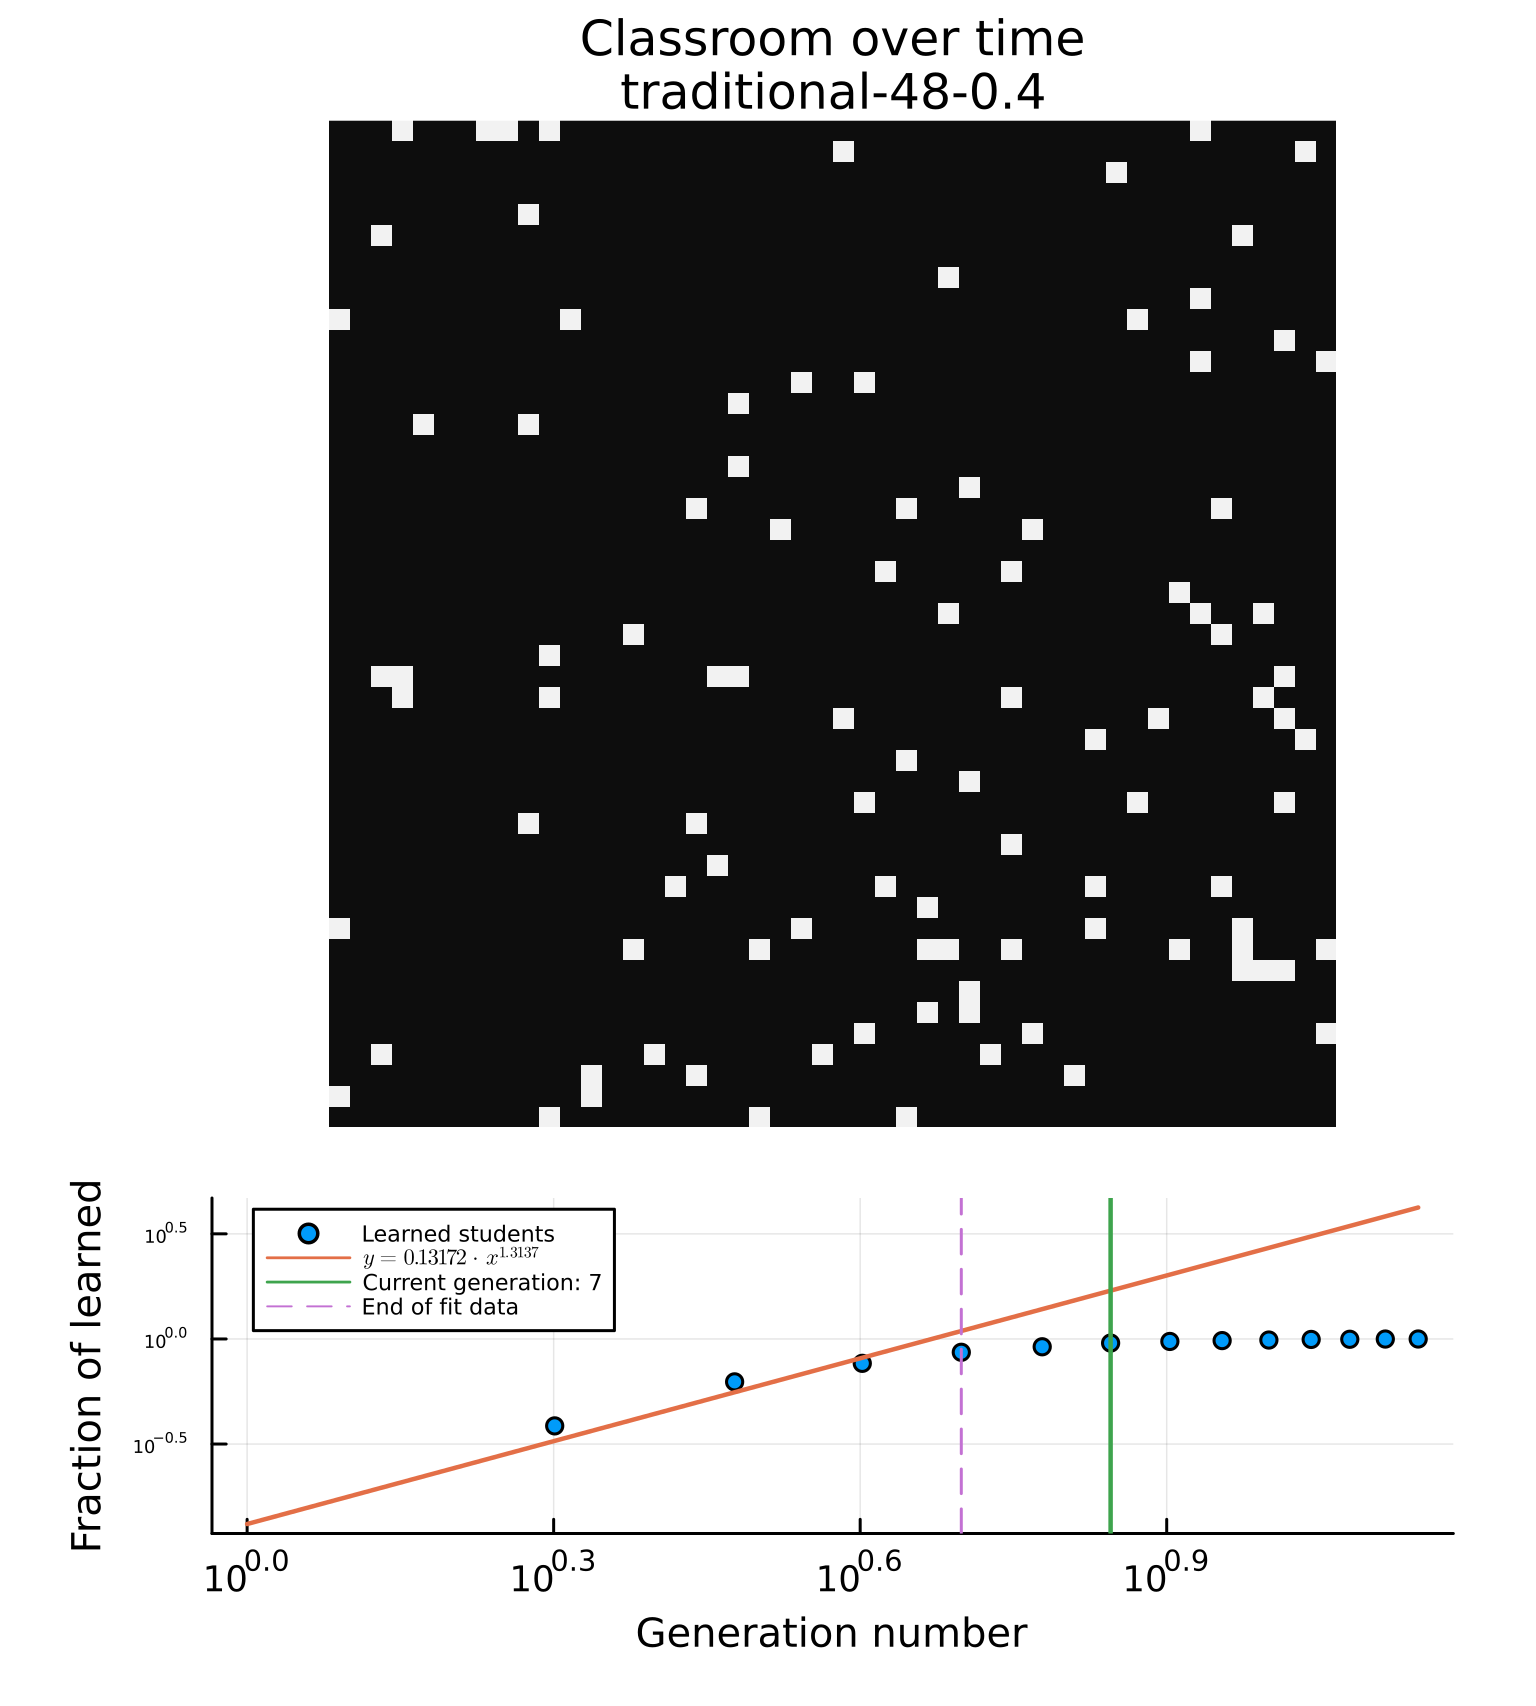 Classroom over time
traditional-48-0.4
Fraction of learned
10^0.5
10^0.0
10^−0.5
Learned students
y = 0.13172 · x^1.3137
Current generation: 7
End of fit data
10^0.0 10^0.3 10^0.6 10^0.9
Generation number